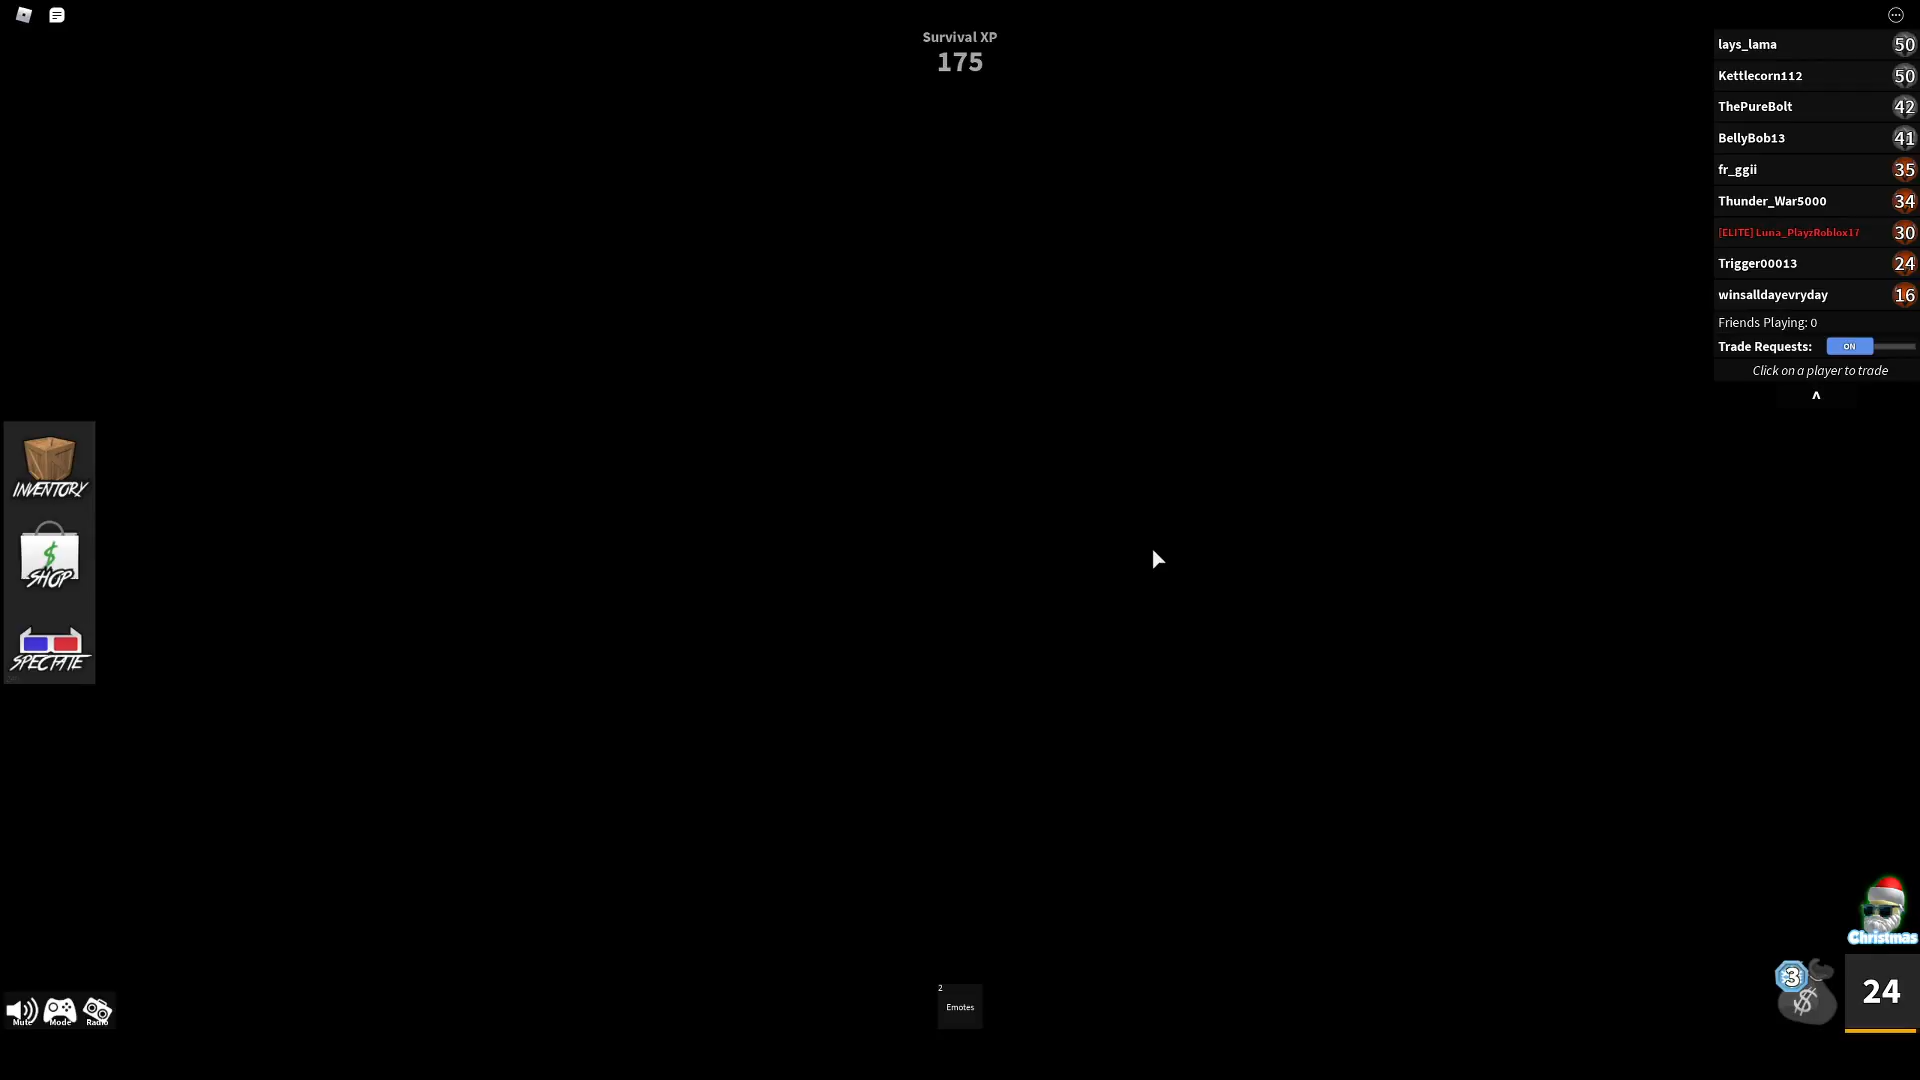 Survival XP
175
lays_lama 50
Kettlecorn112 50
ThePureBolt 42
BellyBob13 41
fr_ggii 35
Thunder_War5000 34
[ELITE] Luna_PlayzRoblox17 30
Trigger00013 24
winsalldayevryday 16
Friends Playing: 0
Trade Requests: ON
Click on a player to trade
INVENTORY
$
SHOP
SPECTATE
Christmas
3
$
24
Mute Mode Radio
2
Emotes